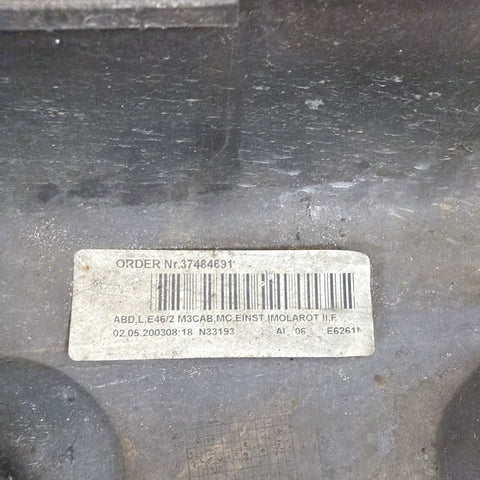 ORDER Nr.37484691
ABD,L,E46/2 M3CAB,MC,EINST,IMOLAROT II,F
02.05.200308:18 N33193 AI 06 E6261N